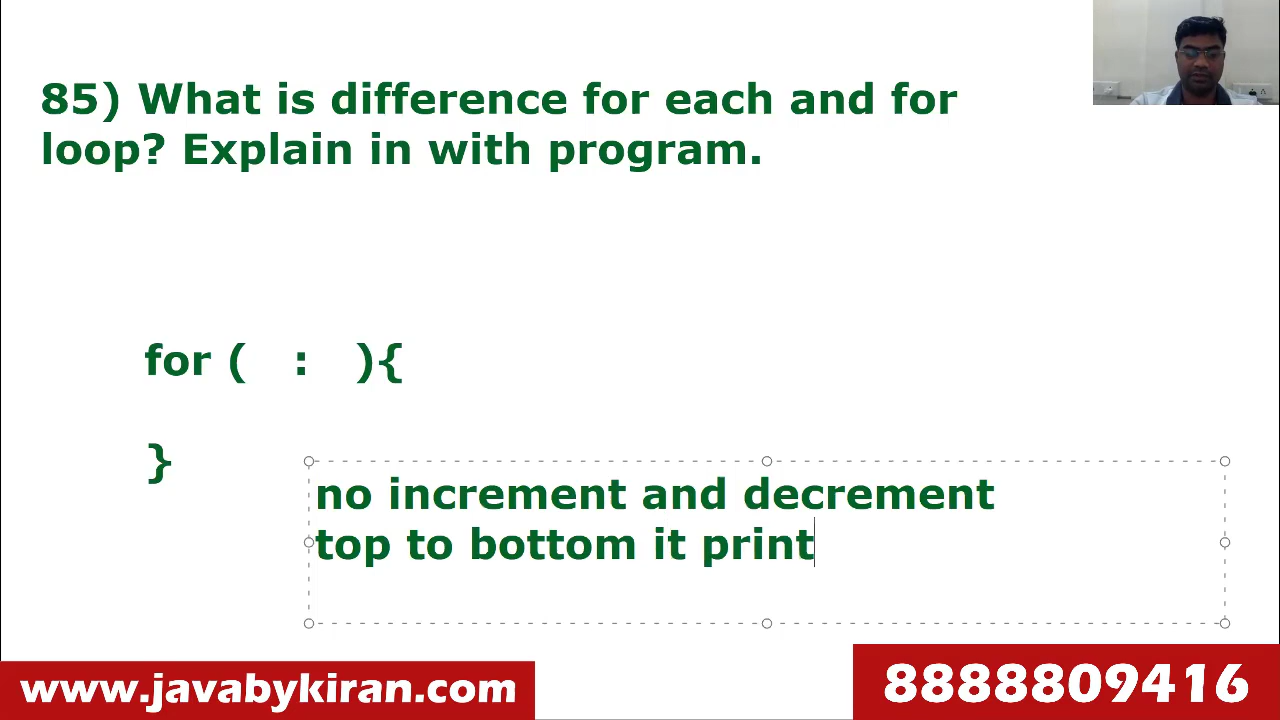 85) What is difference for each and for
loop? Explain in with program.
for (   :   ){
}
no increment and decrement
top to bottom it print
www.javabykiran.com
8888809416